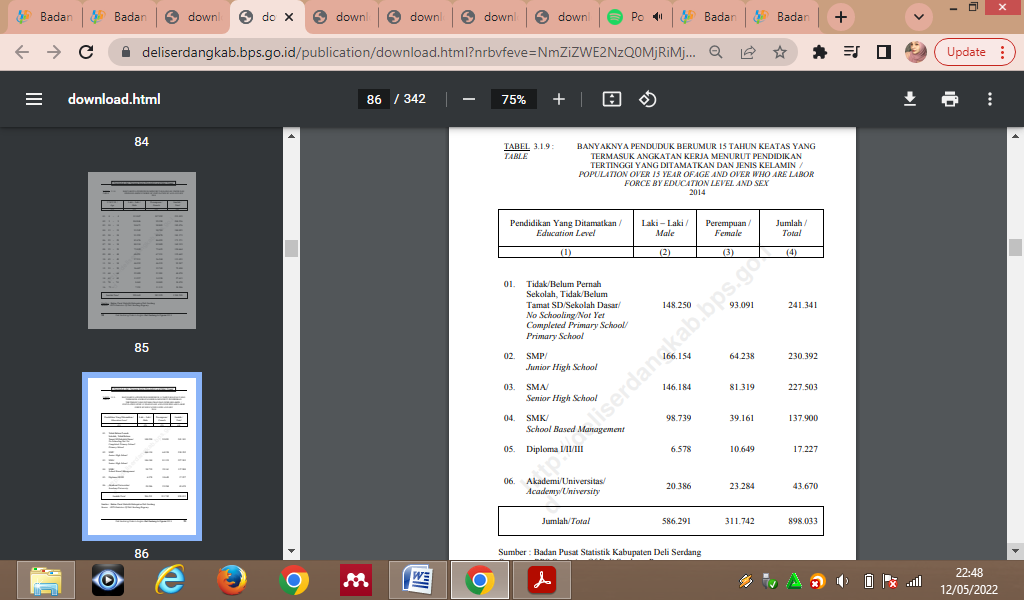 Badan
Badan
downl
do
downl
downl
downl
downl
Po
Badan
Badan
deliserdangkab.bps.go.id/publication/download.html?nrbvfeve=NmZiZWE2NzQ0MjRiMj...
Update
download.html
86 / 342
75%
84
85
86
TABEL 3.1.9 : BANYAKNYA PENDUDUK BERUMUR 15 TAHUN KEATAS YANG
TABLE TERMASUK ANGKATAN KERJA MENURUT PENDIDIKAN
TERTINGGI YANG DITAMATKAN DAN JENIS KELAMIN /
POPULATION OVER 15 YEAR OFAGE AND OVER WHO ARE LABOR
FORCE BY EDUCATION LEVEL AND SEX
2014
Pendidikan Yang Ditamatkan / Laki – Laki / Perempuan / Jumlah /
Education Level Male Female Total
(1) (2) (3) (4)
01. Tidak/Belum Pernah
Sekolah, Tidak/Belum
Tamat SD/Sekolah Dasar/ 148.250 93.091 241.341
No Schooling/Not Yet
Completed Primary School/
Primary School
02. SMP/ 166.154 64.238 230.392
Junior High School
03. SMA/ 146.184 81.319 227.503
Senior High School
04. SMK/ 98.739 39.161 137.900
School Based Management
05. Diploma I/II/III 6.578 10.649 17.227
06. Akademi/Universitas/ 20.386 23.284 43.670
Academy/University
Jumlah/Total 586.291 311.742 898.033
Sumber : Badan Pusat Statistik Kabupaten Deli Serdang
http://deliserdangkab.bps.go.id
22:48
12/05/2022